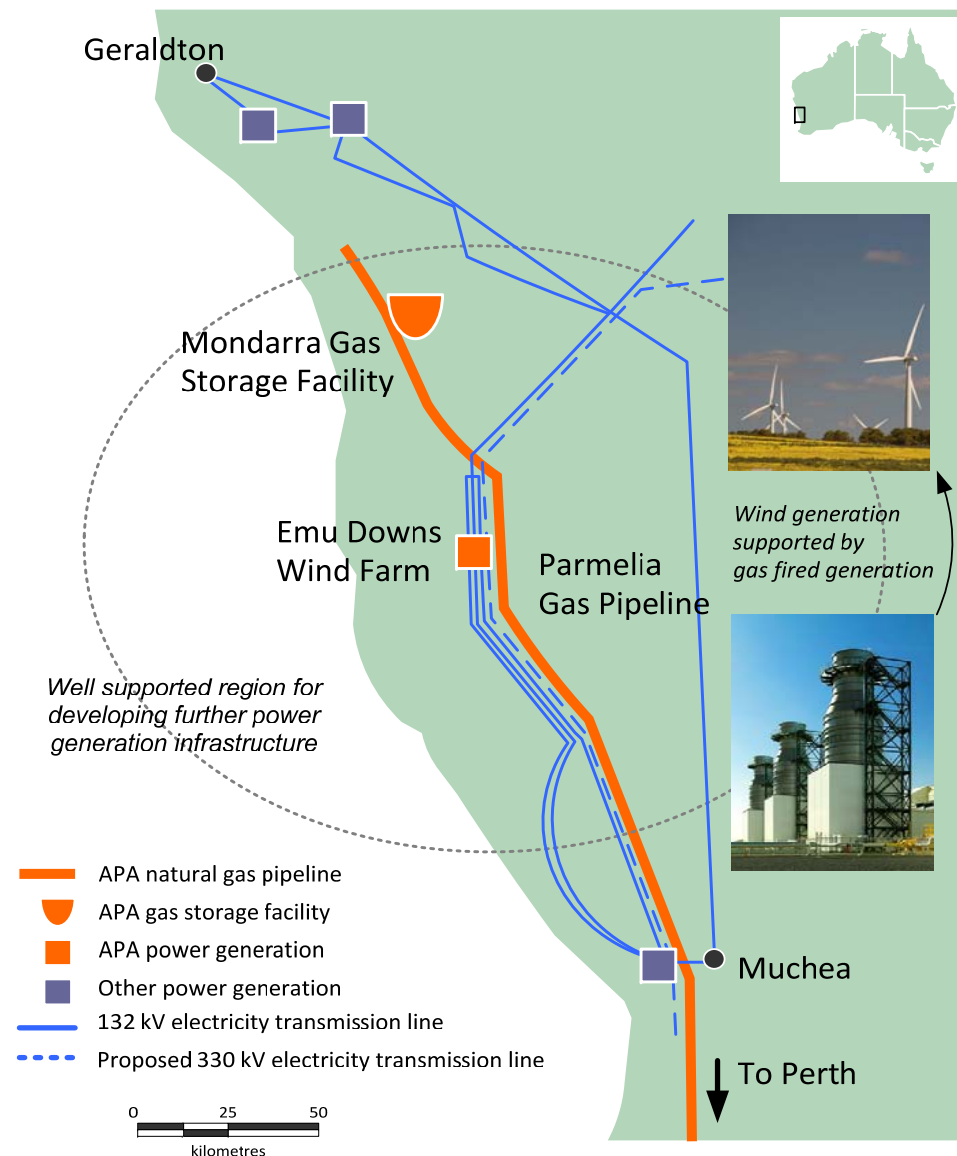 Geraldton
Mondarra Gas
Storage Facility
Emu Downs
Wind Farm
Parmelia
Gas Pipeline
Wind generation
supported by
gas fired generation
Well supported region for
developing further power
generation infrastructure
APA natural gas pipeline
APA gas storage facility
APA power generation
Other power generation
132 kV electricity transmission line
Proposed 330 kV electricity transmission line
Muchea
To Perth
0 25 50
kilometres